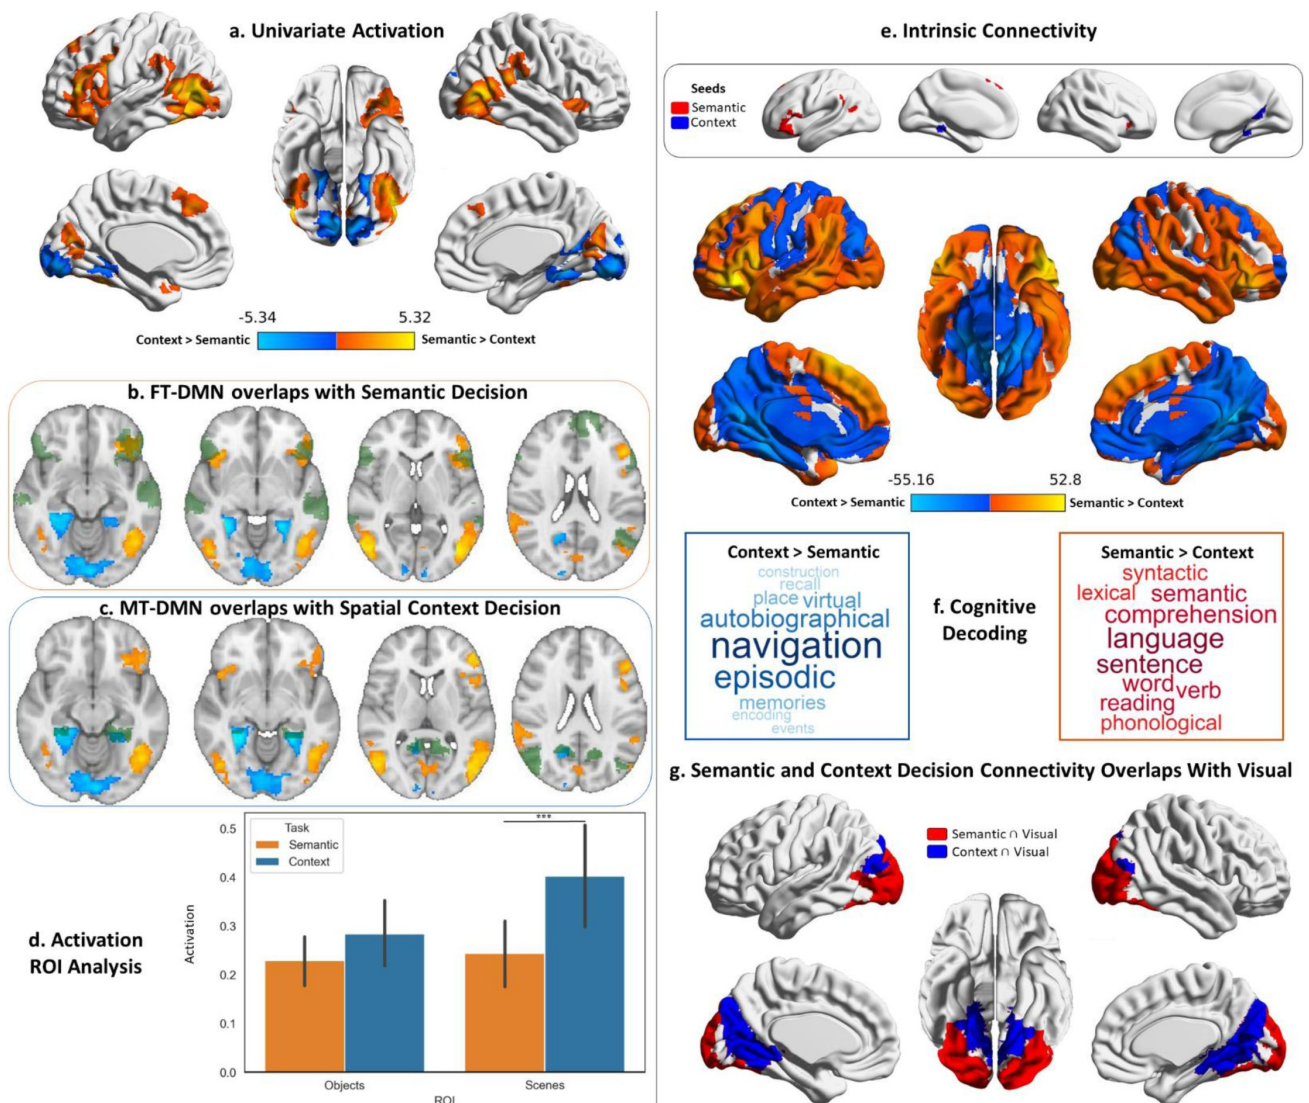 a. Univariate Activation
-5.34
5.32
Context > Semantic
Semantic > Context
b. FT-DMN overlaps with Semantic Decision
c. MT-DMN overlaps with Spatial Context Decision
d. Activation
ROI Analysis
Activation
0.5
0.4
0.3
0.2
0.1
0.0
Task
Semantic
Context
***
Objects
Scenes
ROI
e. Intrinsic Connectivity
Seeds
Semantic
Context
-55.16
52.8
Context > Semantic
Semantic > Context
Context > Semantic
construction
recall
place virtual
autobiographical
navigation
episodic
memories
encoding
events
f. Cognitive
Decoding
Semantic > Context
syntactic
lexical semantic
comprehension
language
sentence
word verb
reading
phonological
g. Semantic and Context Decision Connectivity Overlaps With Visual
Semantic ∩ Visual
Context ∩ Visual